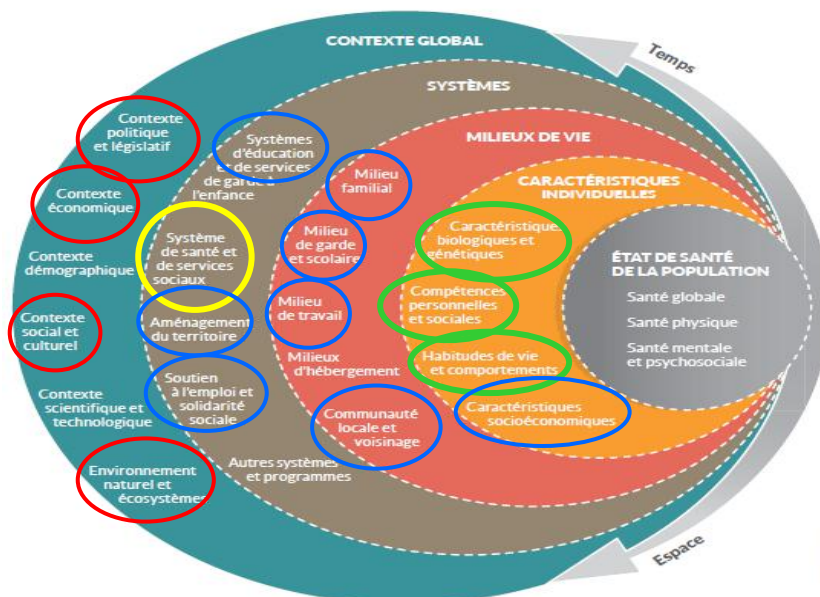 CONTEXTE GLOBAL
Temps
SYSTÈMES
MILIEUX DE VIE
CARACTÉRISTIQUES
INDIVIDUELLES
Contexte
politique
et législatif
Contexte
économique
Contexte
démographique
Contexte
social et
culturel
Contexte
scientifique et
technologique
Environnement
naturel et
écosystèmes
Systèmes
d'éducation
et de services
de garde à
l'enfance
Système
de santé et
de services
sociaux
Aménagement
du territoire
Soutien
à l'emploi et
solidarité
sociale
Autres systèmes
et programmes
Milieu
familial
Milieu
de garde
et scolaire
Milieu
de travail
Milieux
d'hébergement
Communauté
locale et
voisinage
Caractéristiques
biologiques et
génétiques
Compétences
personnelles
et sociales
Habitudes de vie
et comportements
Caractéristiques
socioéconomiques
ÉTAT DE SANTÉ
DE LA POPULATION
Santé globale
Santé physique
Santé mentale
et psychosociale
Espace